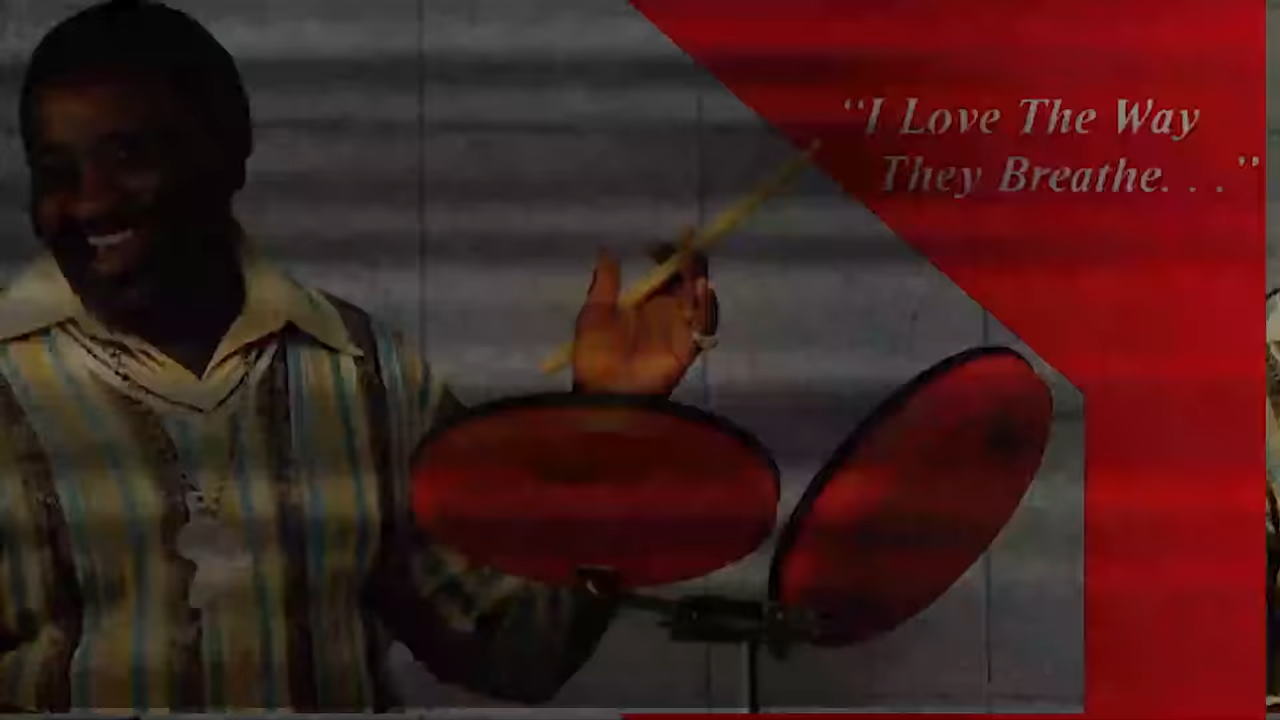 “I Love The Way
They Breathe. . .”